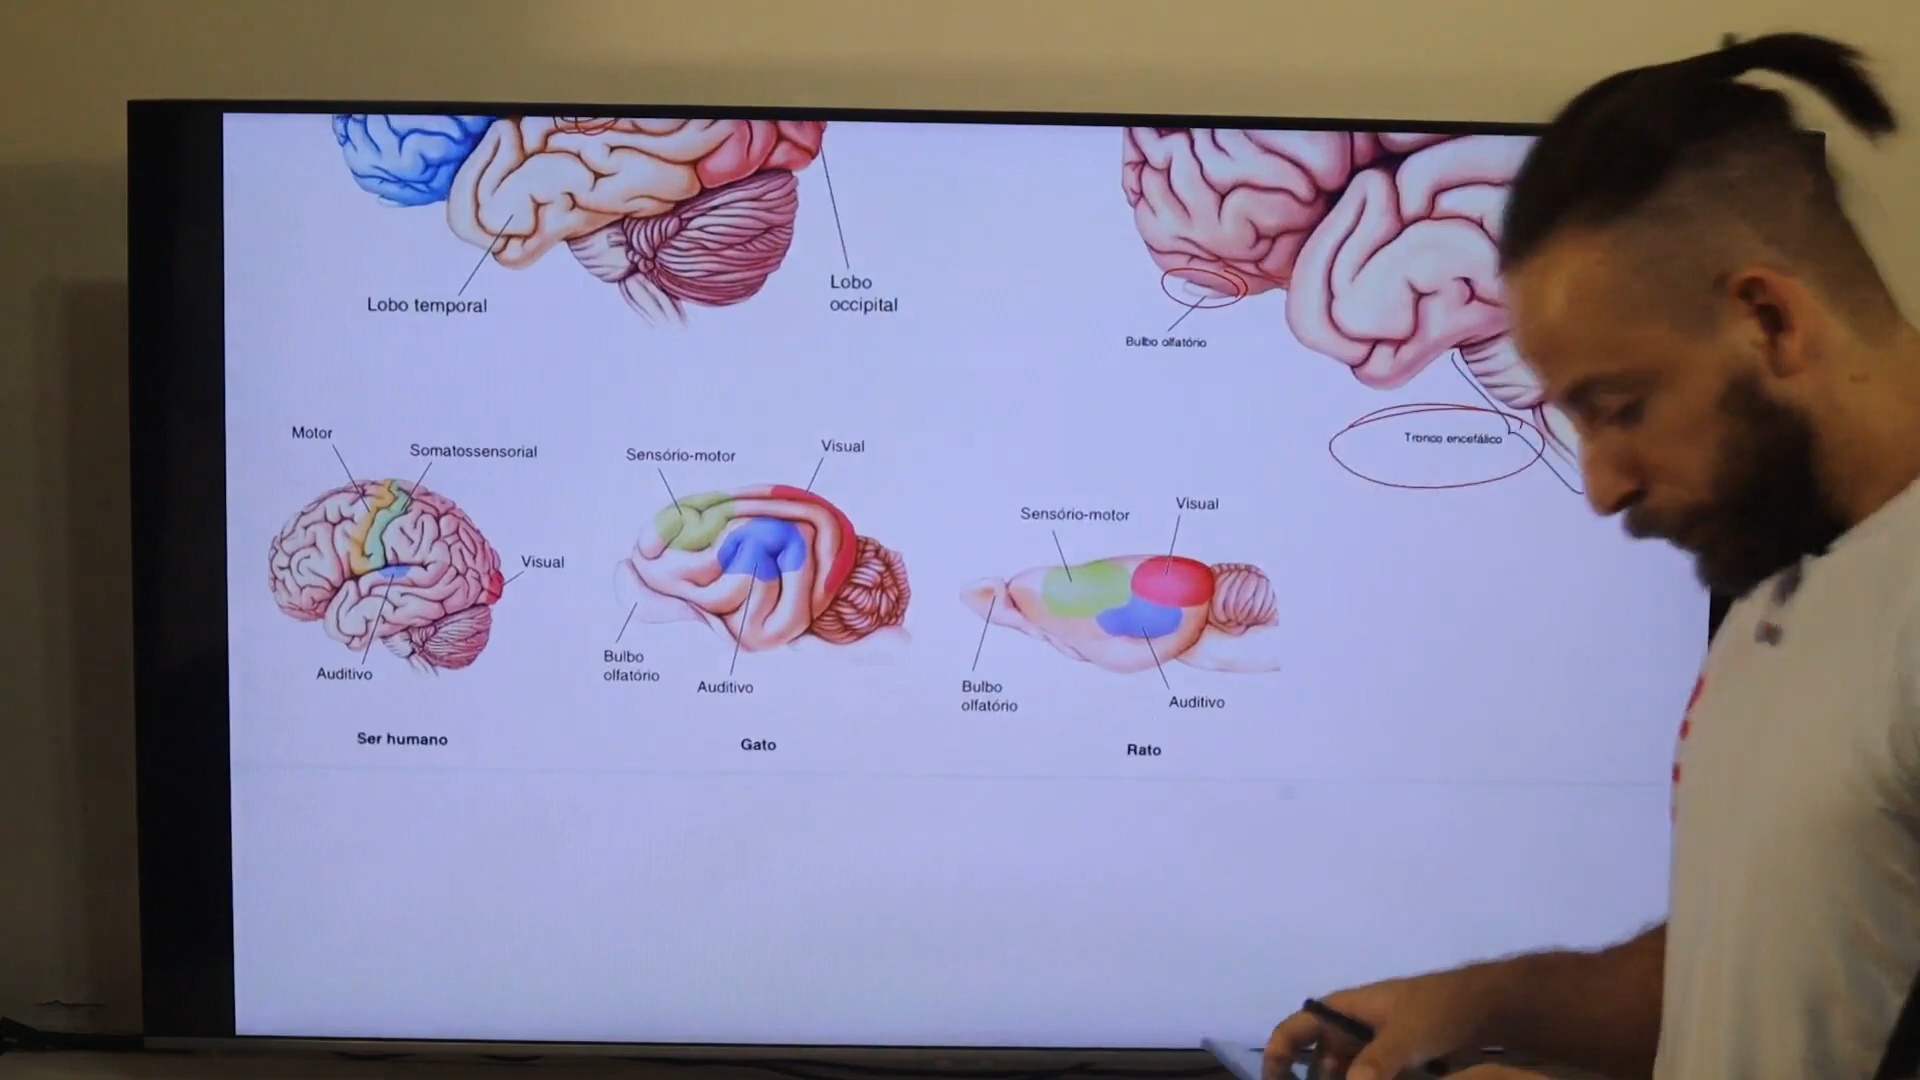 Lobo temporal
Lobo
occipital
Bulbo olfatório
Tronco encefálico
Motor
Somatossensorial
Visual
Auditivo
Ser humano
Sensório-motor
Visual
Bulbo
olfatório
Auditivo
Gato
Sensório-motor
Visual
Bulbo
olfatório
Auditivo
Rato